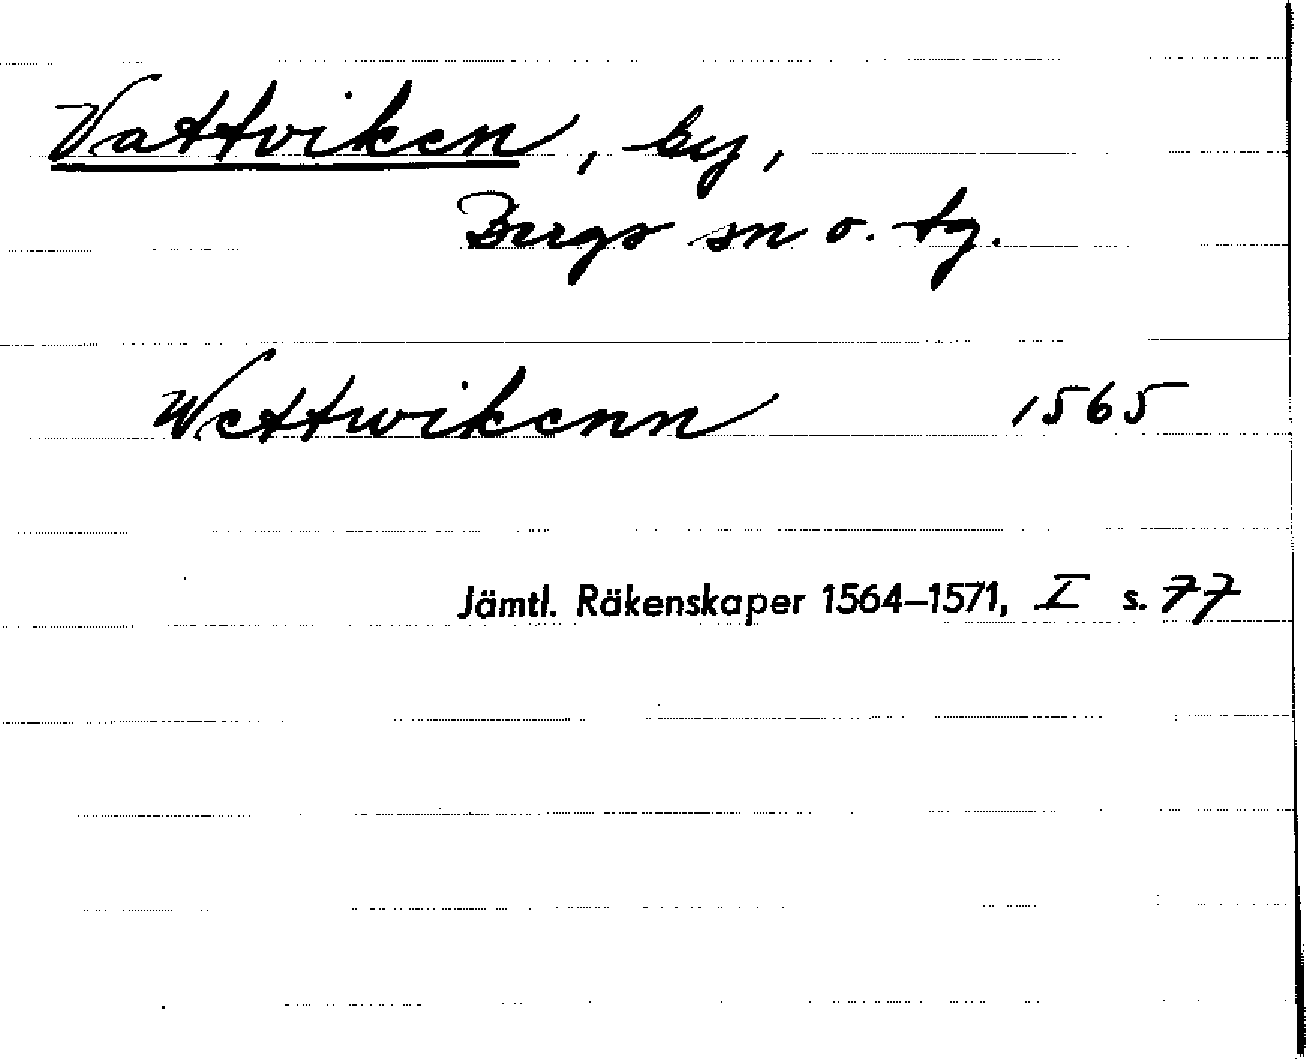 Vattviken, by,
Bergs sn o. tg.
Wettwikenn 1565
Jämtl. Räkenskaper 1564–1571, I s. 77